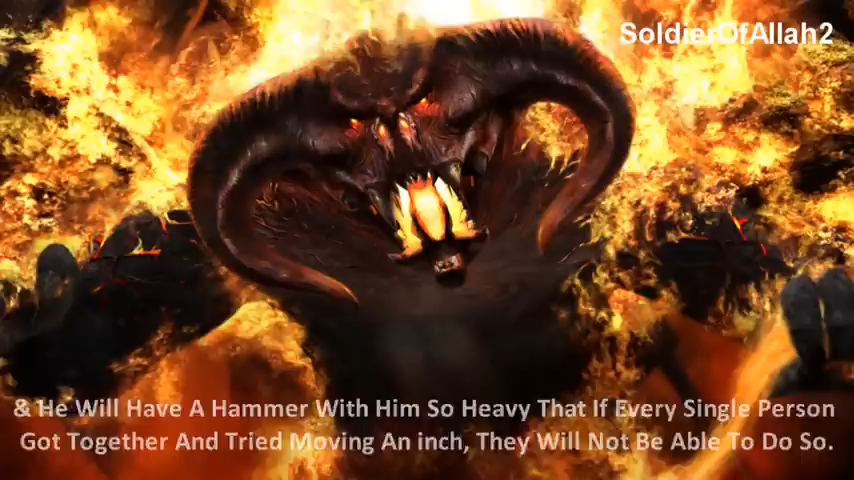 SoldierOfAllah2
& He Will Have A Hammer With Him So Heavy That If Every Single Person
Got Together And Tried Moving An inch, They Will Not Be Able To Do So.